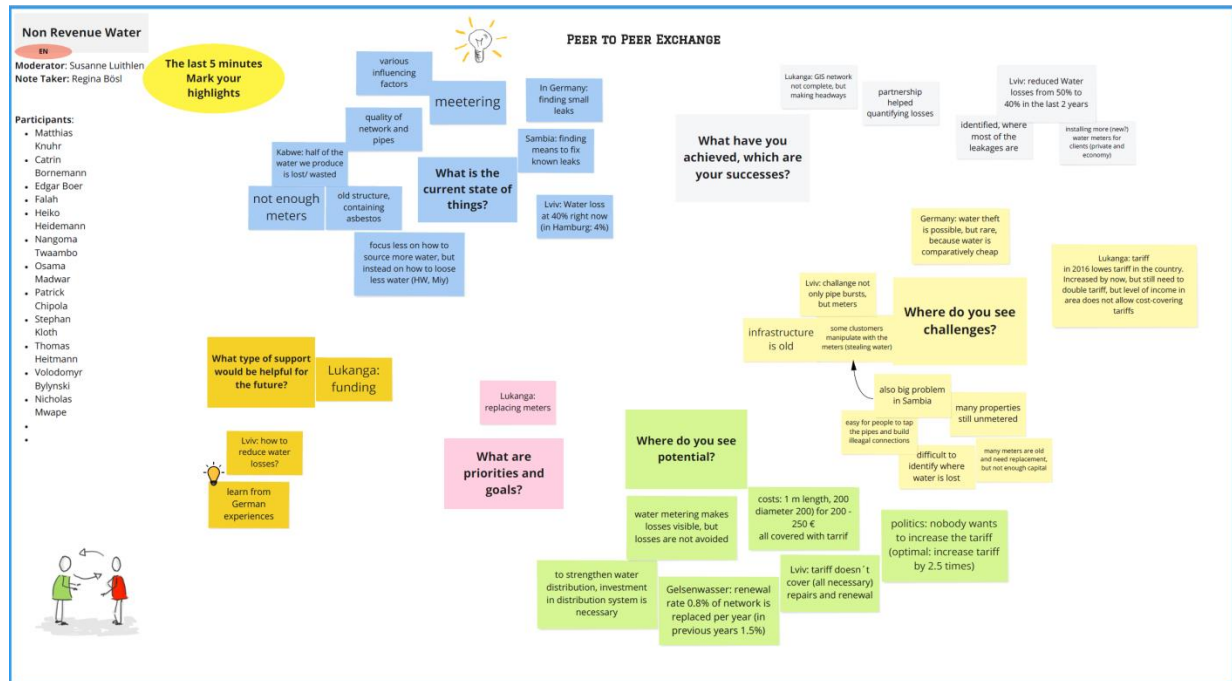 Non Revenue Water
EN
Moderator: Susanne Luithlen
Note Taker: Regina Bösl
Participants:
• Matthias
Knuhr
• Catrin
Bornemann
• Edgar Boer
• Falah
• Heiko
Heidemann
• Nangoma
Twaambo
• Osama
Madwar
• Patrick
Chipola
• Stephan
Kloth
• Thomas
Heitmann
• Volodomyr
Bylynski
• Nicholas
Mwape
•
•
The last 5 minutes
Mark your
highlights
PEER TO PEER EXCHANGE
various
influencing
factors
meetering
In Germany:
finding small
leaks
quality of
network and
pipes
Sambia: finding
means to fix
known leaks
Kabwe: half of the
water we produce
is lost/ wasted
What is the
current state of
things?
not enough
meters
old structure,
containing
asbestos
Lviv: Water loss
at 40% right now
(in Hamburg: 4%)
focus less on how to
source more water, but
instead on how to loose
less water (HW, Miy)
Lukanga: GIS network
not complete, but
making headways
partnership
helped
quantifying losses
Lviv: reduced Water
losses from 50% to
40% in the last 2 years
identified, where
most of the
leakages are
installing more (new?)
water meters for
clients (private and
economy)
What have you
achieved, which are
your successes?
Germany: water theft
is possible, but rare,
because water is
comparatively cheap
Lukanga: tariff
in 2016 lowes tariff in the country.
Increased by now, but still need to
double tariff, but level of income in
area does not allow cost-covering
tariffs
Lviv: challange not
only pipe bursts,
but meters
Where do you see
challenges?
infrastructure
is old
some clustomers
manipulate with the
meters (stealing water)
also big problem
in Sambia
many properties
still unmetered
easy for people to tap
the pipes and build
illeagal connections
difficult to
identify where
water is lost
many meters are old
and need replacement,
but not enough capital
What type of support
would be helpful for
the future?
Lukanga:
funding
Lviv: how to
reduce water
losses?
learn from
German
experiences
Lukanga:
replacing meters
What are
priorities and
goals?
Where do you see
potential?
water metering makes
losses visible, but
losses are not avoided
costs: 1 m length, 200
diameter 200) for 200 -
250 €
all covered with tarrif
politics: nobody wants
to increase the tariff
(optimal: increase tariff
by 2.5 times)
to strengthen water
distribution, investment
in distribution system is
necessary
Gelsenwasser: renewal
rate 0.8% of network is
replaced per year (in
previous years 1.5%)
Lviv: tariff doesn´t
cover (all necessary)
repairs and renewal